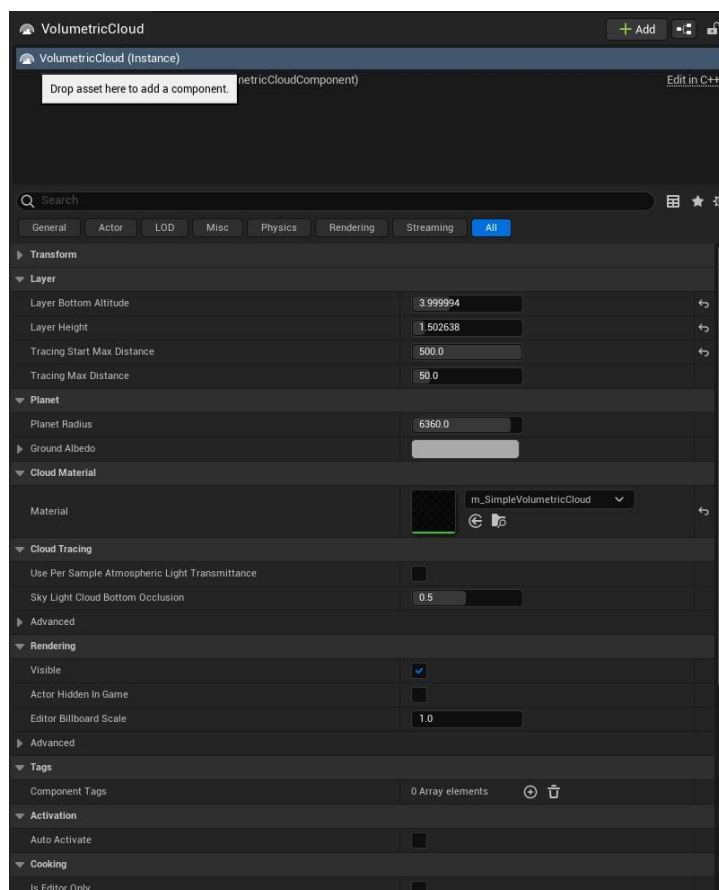 VolumetricCloud
Add
VolumetricCloud (Instance)
Drop asset here to add a component.
netricCloudComponent)
Edit in C++
Search
General Actor LOD Misc Physics Rendering Streaming All
Transform
Layer
Layer Bottom Altitude 3.999994
Layer Height 1.502638
Tracing Start Max Distance 500.0
Tracing Max Distance 50.0
Planet
Planet Radius 6360.0
Ground Albedo
Cloud Material
Material m_SimpleVolumetricCloud
Cloud Tracing
Use Per Sample Atmospheric Light Transmittance
Sky Light Cloud Bottom Occlusion 0.5
Advanced
Rendering
Visible
Actor Hidden In Game
Editor Billboard Scale 1.0
Advanced
Tags
Component Tags 0 Array elements
Activation
Auto Activate
Cooking
Is Editor Only